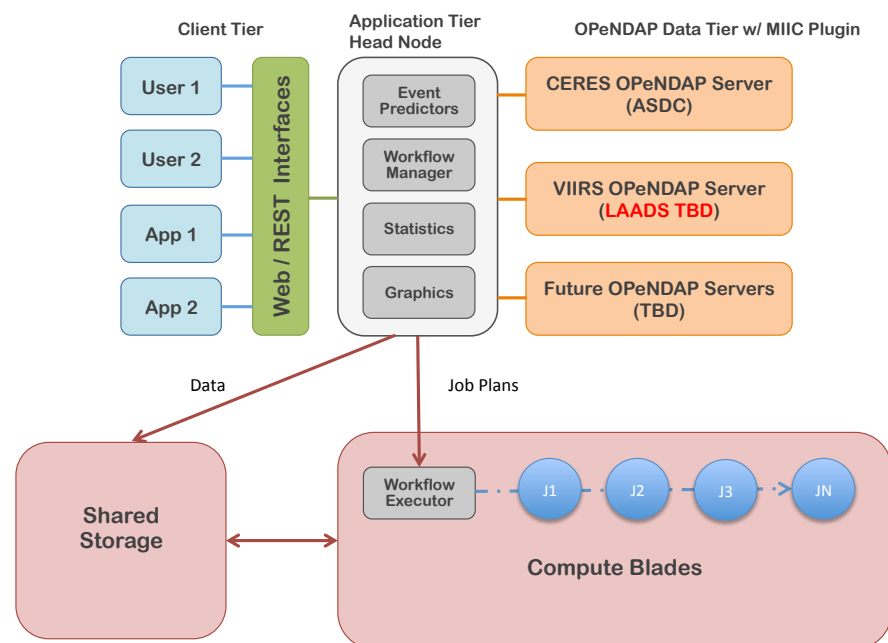 Client Tier
Application Tier
Head Node
OPeNDAP Data Tier w/ MIIC Plugin
User 1
User 2
App 1
App 2
Web / REST Interfaces
Event
Predictors
Workflow
Manager
Statistics
Graphics
CERES OPeNDAP Server
(ASDC)
VIIRS OPeNDAP Server
(LAADS TBD)
Future OPeNDAP Servers
(TBD)
Data
Job Plans
Shared
Storage
Workflow
Executor
J1
J2
J3
JN
Compute Blades